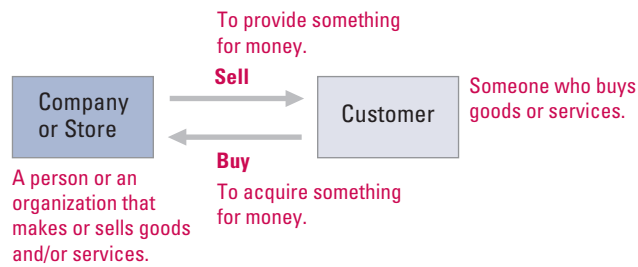 To provide something
for money.
Sell
Company
or Store
Customer
Someone who buys
goods or services.
Buy
To acquire something
for money.
A person or an
organization that
makes or sells goods
and/or services.